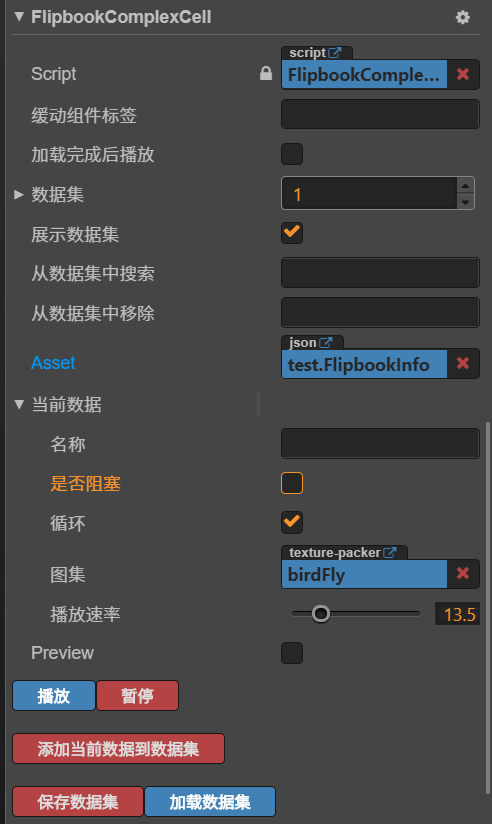 FlipbookComplexCell
script
Script FlipbookComple...
缓动组件标签
加载完成后播放
数据集 1
展示数据集
从数据集中搜索
从数据集中移除
json
Asset test.FlipbookInfo
当前数据
名称
是否阻塞
循环
texture-packer
图集 birdFly
播放速率 13.5
Preview
播放 暂停
添加当前数据到数据集
保存数据集 加载数据集